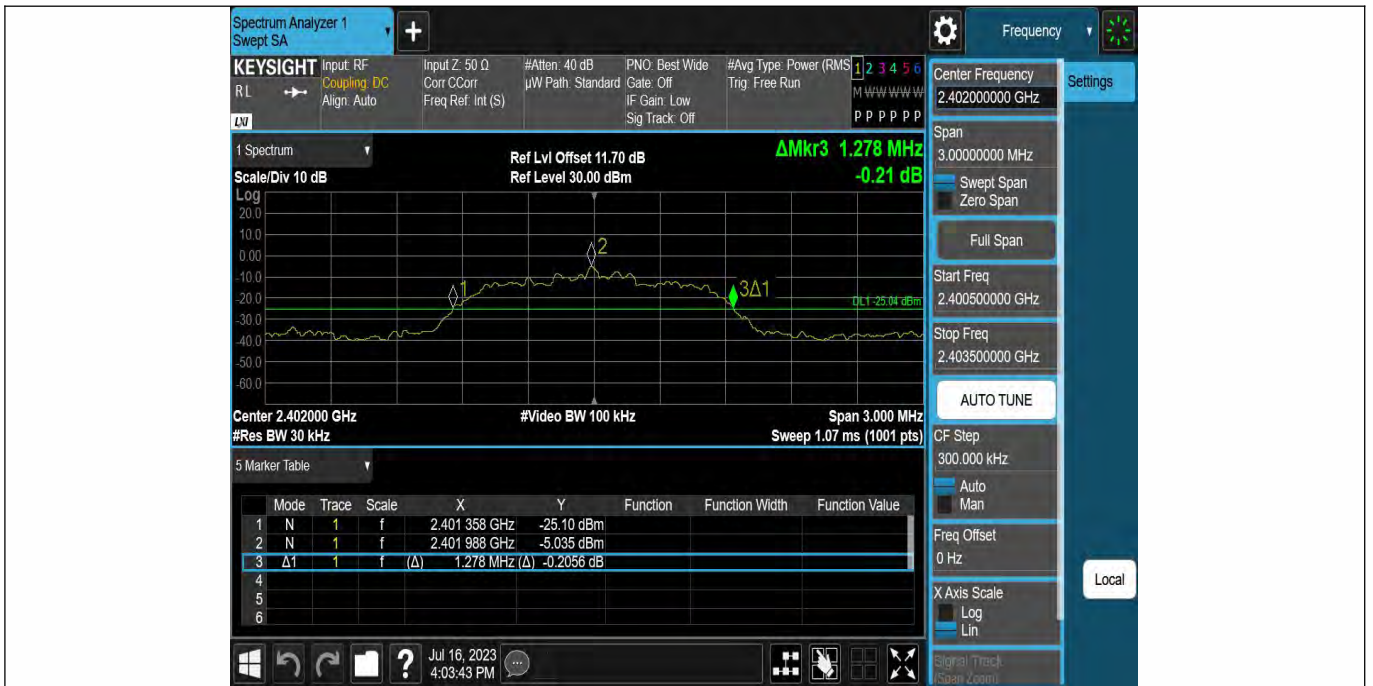 Spectrum Analyzer 1
Swept SA
+
Frequency
KEYSIGHT
RL
LXI
Input: RF
Coupling: DC
Align: Auto
Input Z: 50 Ω
Corr CCorr
Freq Ref: Int (S)
#Atten: 40 dB
µW Path: Standard
PNO: Best Wide
Gate: Off
IF Gain: Low
Sig Track: Off
#Avg Type: Power (RMS
Trig: Free Run
1 2 3 4 5 6
M W W W W W
P P P P P P
1 Spectrum
Scale/Div 10 dB
Ref Lvl Offset 11.70 dB
Ref Level 30.00 dBm
ΔMkr3 1.278 MHz
-0.21 dB
Log
20.0
10.0
0.00
-10.0
-20.0
-30.0
-40.0
-50.0
-60.0
1
2
3Δ1
DL1 -25.04 dBm
Center 2.402000 GHz
#Video BW 100 kHz
Span 3.000 MHz
#Res BW 30 kHz
Sweep 1.07 ms (1001 pts)
5 Marker Table
Mode Trace Scale X Y Function Function Width Function Value
1 N 1 f 2.401 358 GHz -25.10 dBm
2 N 1 f 2.401 988 GHz -5.035 dBm
3 Δ1 1 f (Δ) 1.278 MHz (Δ) -0.2056 dB
4
5
6
?
Jul 16, 2023
4:03:43 PM
Center Frequency
2.402000000 GHz
Span
3.00000000 MHz
Swept Span
Zero Span
Full Span
Start Freq
2.400500000 GHz
Stop Freq
2.403500000 GHz
AUTO TUNE
CF Step
300.000 kHz
Auto
Man
Freq Offset
0 Hz
X Axis Scale
Log
Lin
Signal Track
(Span Zoom)
Settings
Local